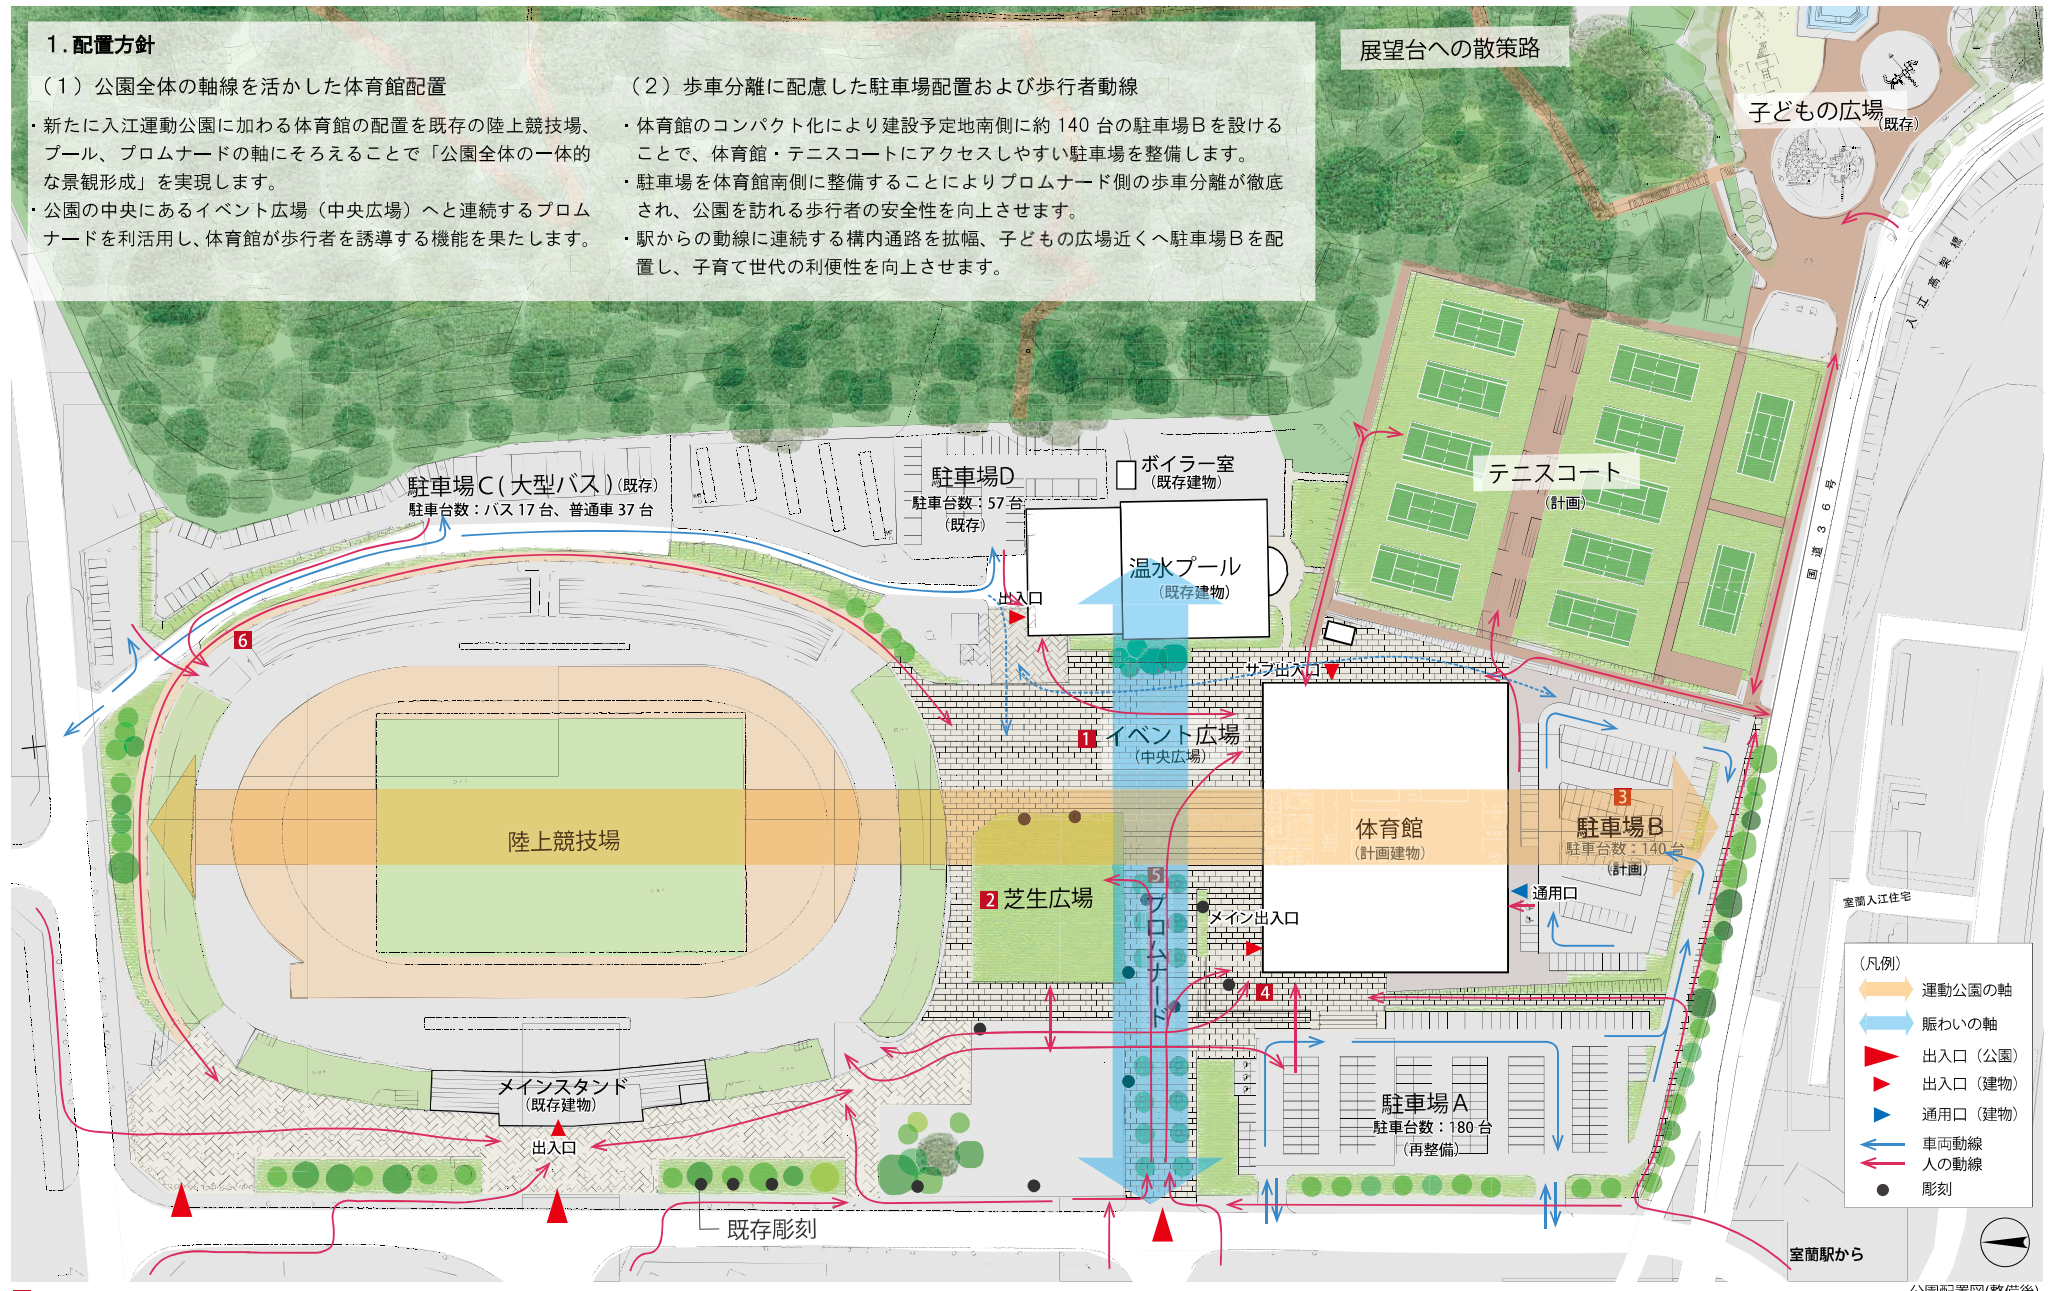 1. 配置方針
（１）公園全体の軸線を活かした体育館配置
・新たに入江運動公園に加わる体育館の配置を既存の陸上競技場、
プール、プロムナードの軸にそろえることで「公園全体の一体的
な景観形成」を実現します。
・公園の中央にあるイベント広場（中央広場）へと連続するプロム
ナードを利活用し、体育館が歩行者を誘導する機能を果たします。
（２）歩車分離に配慮した駐車場配置および歩行者動線
・体育館のコンパクト化により建設予定地南側に約 140 台の駐車場Ｂを設ける
ことで、体育館・テニスコートにアクセスしやすい駐車場を整備します。
・駐車場を体育館南側に整備することによりプロムナード側の歩車分離が徹底
され、公園を訪れる歩行者の安全性を向上させます。
・駅からの動線に連続する構内通路を拡幅、子どもの広場近くへ駐車場Ｂを配
置し、子育て世代の利便性を向上させます。
展望台への散策路
子どもの広場
(既存)
入江高架橋
国道３６号
駐車場Ｃ(大型バス)(既存)
駐車台数：バス 17 台、普通車 37 台
駐車場Ｄ
駐車台数：57 台
(既存)
ボイラー室
(既存建物)
テニスコート
(計画)
温水プール
(既存建物)
出入口
サブ出入口
6
1 イベント広場
(中央広場)
陸上競技場
体育館
(計画建物)
3
駐車場Ｂ
駐車台数：140 台
(計画)
5
プロムナード
2 芝生広場
通用口
メイン出入口
4
室蘭入江住宅
メインスタンド
(既存建物)
出入口
駐車場Ａ
駐車台数：180 台
(再整備)
既存彫刻
室蘭駅から
(凡例)
運動公園の軸
賑わいの軸
出入口（公園）
出入口（建物）
通用口（建物）
車両動線
人の動線
彫刻
公園配置図(整備後)